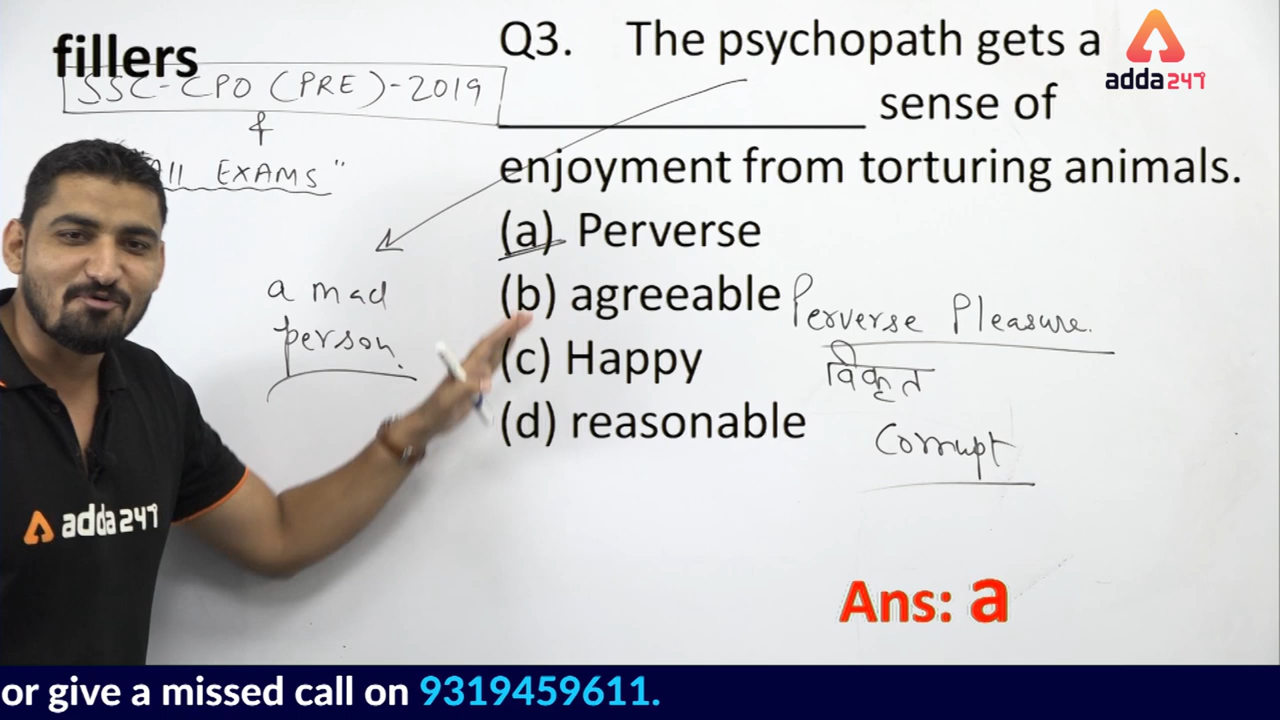 fillers
SSC-CPO (PRE)-2019
&
"All EXAMS"
a mad
person.
Q3. The psychopath gets a
_______________ sense of
enjoyment from torturing animals.
(a) Perverse
(b) agreeable
(c) Happy
(d) reasonable
Perverse Pleasure.
विकृत
Corrupt
Ans: a
adda247
adda247
or give a missed call on 9319459611.